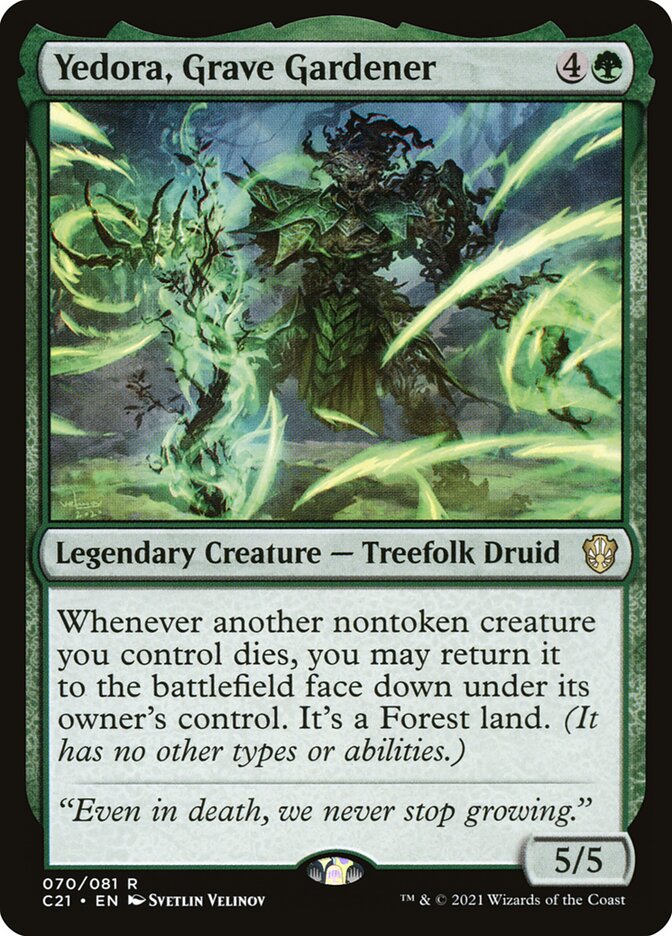 Yedora, Grave Gardener 4
Legendary Creature — Treefolk Druid
Whenever another nontoken creature
you control dies, you may return it
to the battlefield face down under its
owner's control. It's a Forest land. (It
has no other types or abilities.)
"Even in death, we never stop growing."
5/5
070/081 R
C21 • EN Svetlin Velinov
™ & © 2021 Wizards of the Coast